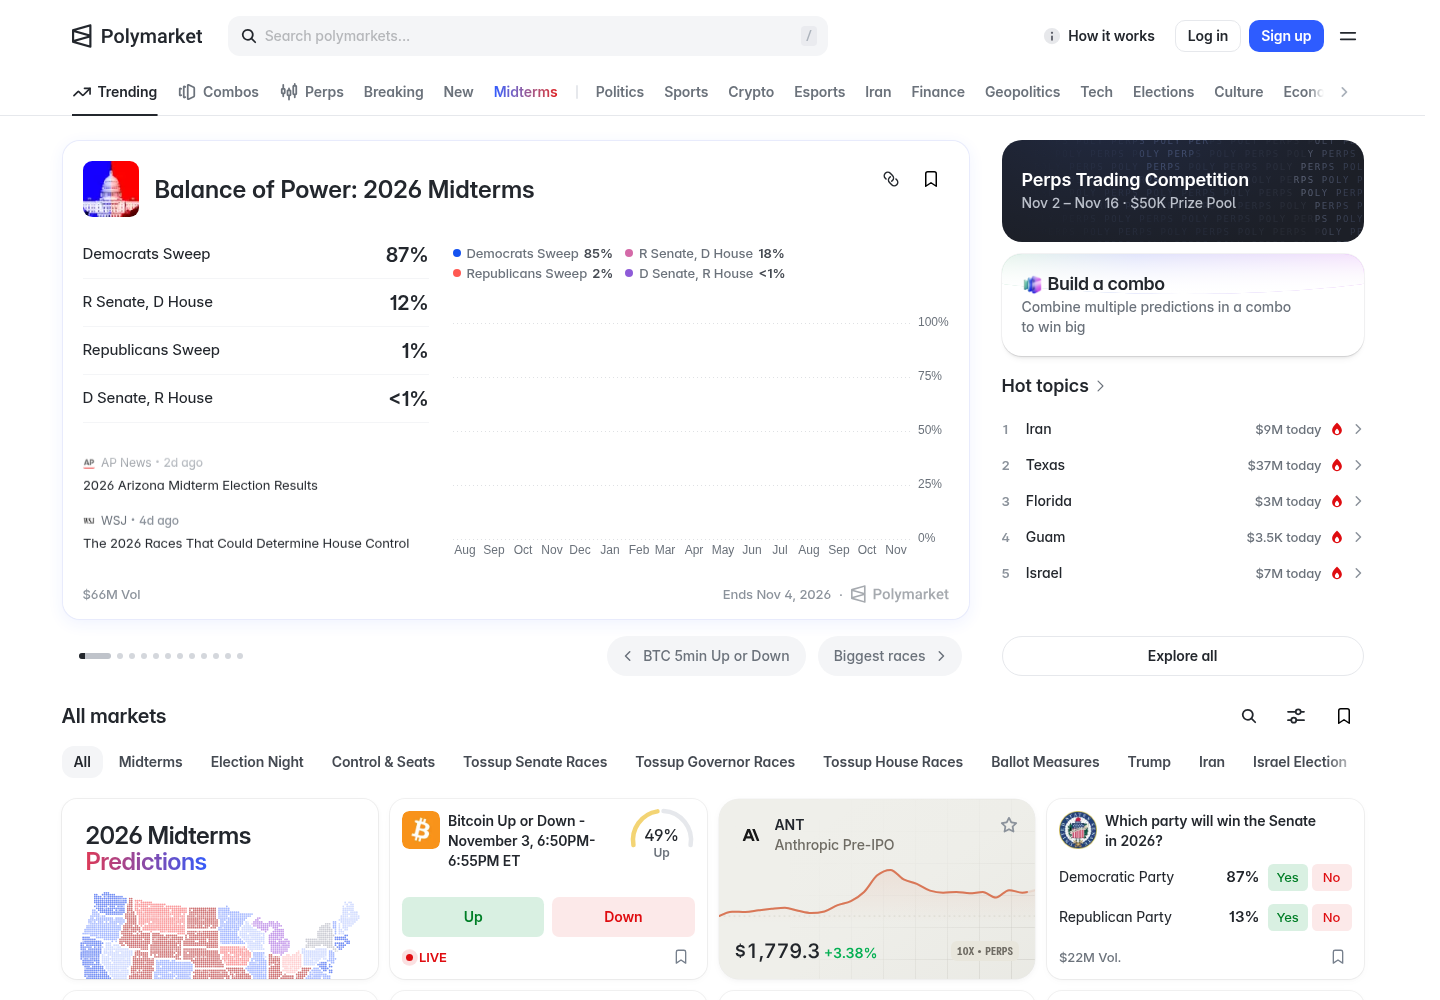 Polymarket
Search polymarkets...
/
How it works
Log in
Sign up
Trending
Combos
Perps
Breaking
New
Midterms
Politics
Sports
Crypto
Esports
Iran
Finance
Geopolitics
Tech
Elections
Culture
Econ
Balance of Power: 2026 Midterms
Democrats Sweep 87%
R Senate, D House 12%
Republicans Sweep 1%
D Senate, R House <1%
AP AP News · 2d ago
2026 Arizona Midterm Election Results
WSJ WSJ · 4d ago
The 2026 Races That Could Determine House Control
Democrats Sweep 85% R Senate, D House 18%
Republicans Sweep 2% D Senate, R House <1%
100%
75%
50%
25%
0%
Aug Sep Oct Nov Dec Jan Feb Mar Apr May Jun Jul Aug Sep Oct Nov
$66M Vol
Ends Nov 4, 2026 · Polymarket
BTC 5min Up or Down
Biggest races
Perps Trading Competition
Nov 2 – Nov 16 · $50K Prize Pool
Build a combo
Combine multiple predictions in a combo
to win big
Hot topics
1 Iran $9M today
2 Texas $37M today
3 Florida $3M today
4 Guam $3.5K today
5 Israel $7M today
Explore all
All markets
All
Midterms
Election Night
Control & Seats
Tossup Senate Races
Tossup Governor Races
Tossup House Races
Ballot Measures
Trump
Iran
Israel Election
2026 Midterms
Predictions
Bitcoin Up or Down -
November 3, 6:50PM-
6:55PM ET
49%
Up
Up
Down
LIVE
ANT
Anthropic Pre-IPO
$1,779.3 +3.38%
10X • PERPS
Which party will win the Senate
in 2026?
Democratic Party 87% Yes No
Republican Party 13% Yes No
$22M Vol.